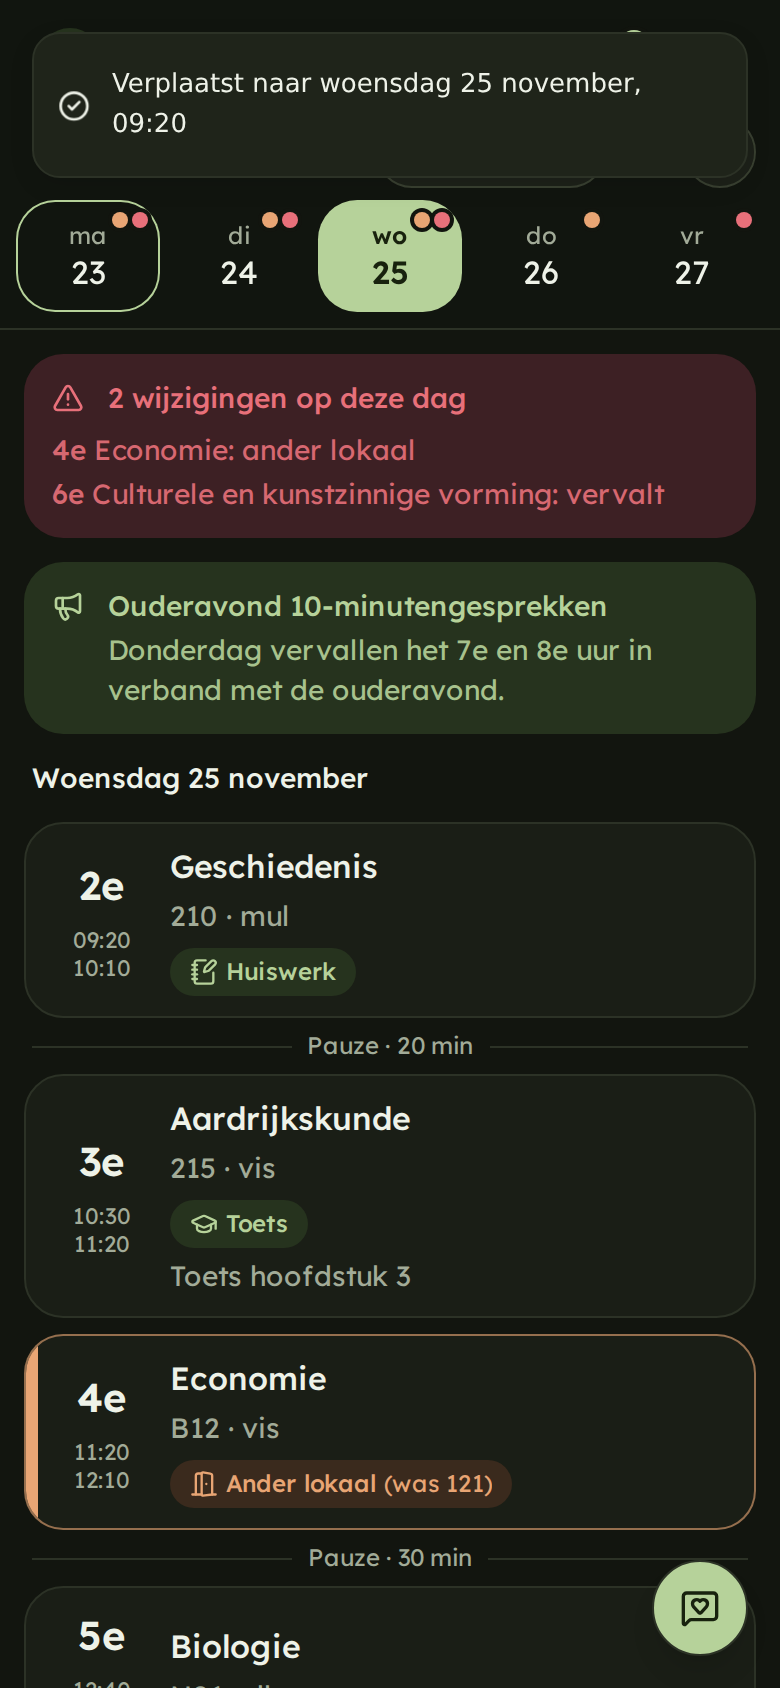 Verplaatst naar woensdag 25 november,
09:20
ma
23
di
24
wo
25
do
26
vr
27
2 wijzigingen op deze dag
4e Economie: ander lokaal
6e Culturele en kunstzinnige vorming: vervalt
Ouderavond 10-minutengesprekken
Donderdag vervallen het 7e en 8e uur in
verband met de ouderavond.
Woensdag 25 november
2e
09:20
10:10
Geschiedenis
210 · mul
Huiswerk
Pauze · 20 min
3e
10:30
11:20
Aardrijkskunde
215 · vis
Toets
Toets hoofdstuk 3
4e
11:20
12:10
Economie
B12 · vis
Ander lokaal (was 121)
Pauze · 30 min
5e
Biologie